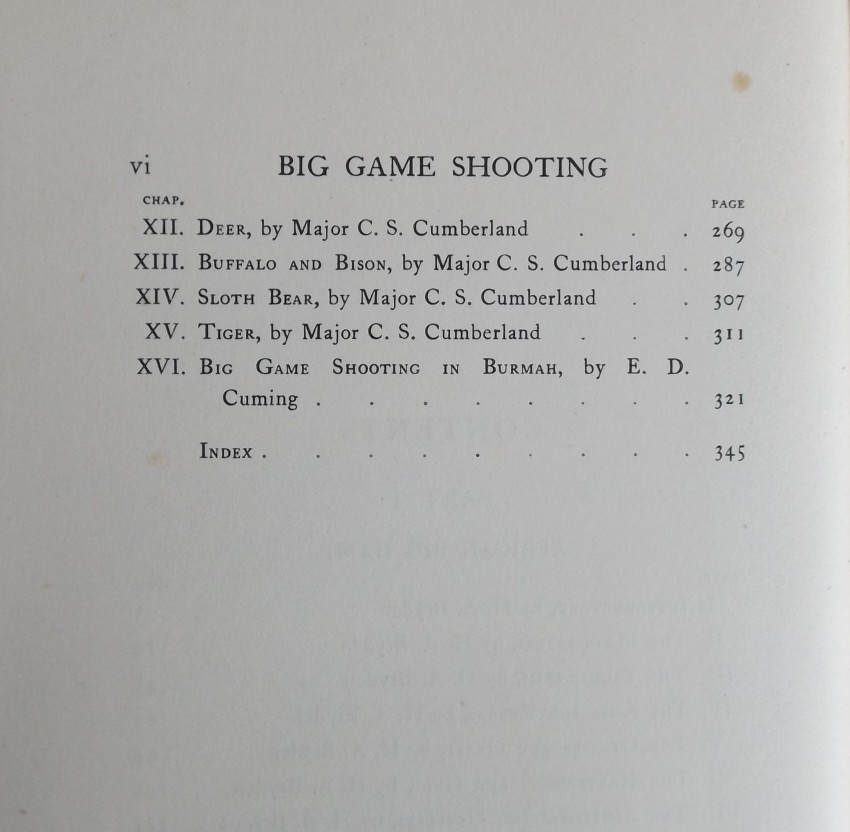 vi BIG GAME SHOOTING
CHAP. PAGE
XII. DEER, by Major C. S. Cumberland . . . 269
XIII. BUFFALO AND BISON, by Major C. S. Cumberland . 287
XIV. SLOTH BEAR, by Major C. S. Cumberland . . 307
XV. TIGER, by Major C. S. Cumberland . . . 311
XVI. BIG GAME SHOOTING IN BURMAH, by E. D.
Cuming . . . . . . . . 321
INDEX . . . . . . . . . 345